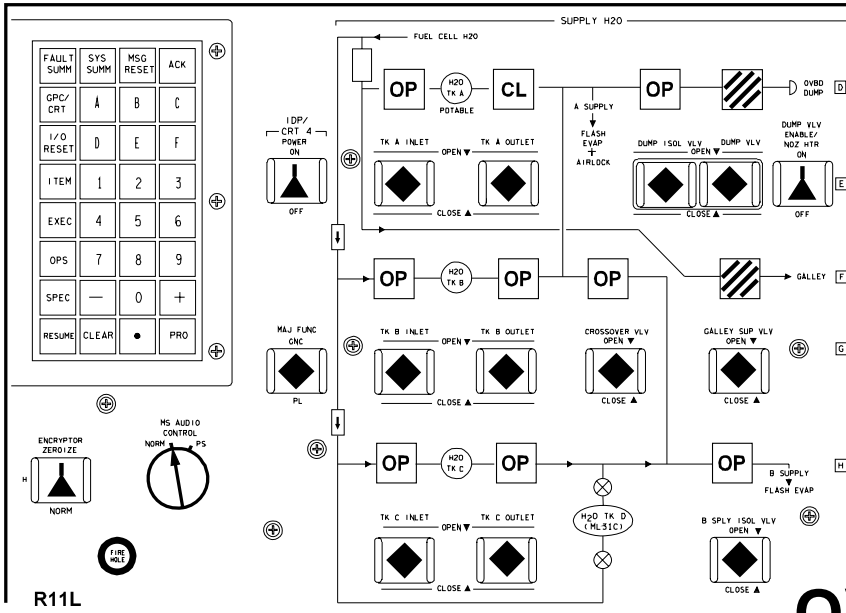 SUPPLY H2O
FUEL CELL H2O
FAULT SUMM
SYS SUMM
MSG RESET
ACK
GPC/ CRT
A
B
C
I/O RESET
D
E
F
ITEM
1
2
3
EXEC
4
5
6
OPS
7
8
9
SPEC
—
0
+
RESUME
CLEAR
●
PRO
IDP/
CRT 4
POWER
ON
OFF
OP
H2O
TK A
POTABLE
CL
A SUPPLY
FLASH
EVAP
+
AIRLOCK
OP
OVBD
DUMP
D
TK A INLET
TK A OUTLET
OPEN ▼
CLOSE ▲
DUMP ISOL VLV
DUMP VLV
OPEN ▼
CLOSE ▲
DUMP VLV
ENABLE/
NOZ HTR
ON
OFF
E
OP
H2O
TK B
OP
OP
GALLEY
F
MAJ FUNC
GNC
PL
TK B INLET
TK B OUTLET
OPEN ▼
CLOSE ▲
CROSSOVER VLV
OPEN ▼
CLOSE ▲
GALLEY SUP VLV
OPEN ▼
CLOSE ▲
G
ENCRYPTOR
ZEROIZE
H
NORM
MS AUDIO
CONTROL
NORM
PS
OP
H2O
TK C
OP
OP
B SUPPLY
FLASH EVAP
H
H2O TK D
(ML31C)
TK C INLET
TK C OUTLET
OPEN ▼
CLOSE ▲
B SPLY ISOL VLV
OPEN ▼
CLOSE ▲
FIRE
HOLE
R11L